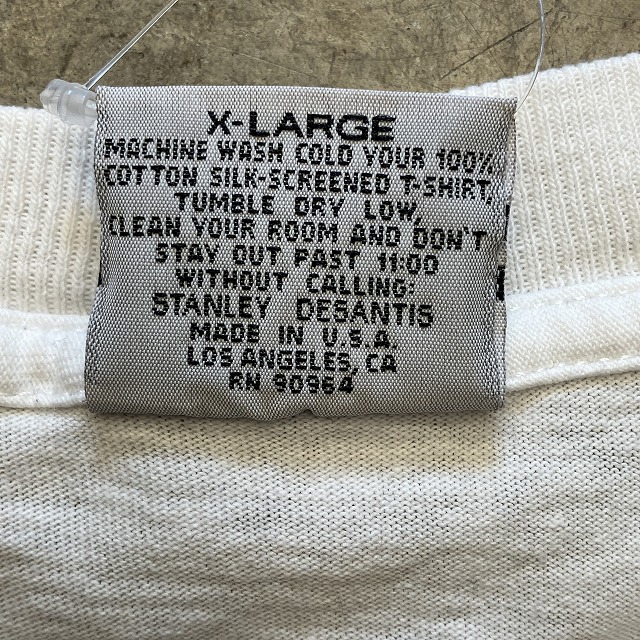 X-LARGE
MACHINE WASH COLD YOUR 100%
COTTON SILK-SCREENED T-SHIRT,
TUMBLE DRY LOW,
CLEAN YOUR ROOM AND DON'T
STAY OUT PAST 11:00
WITHOUT CALLING:
STANLEY DESANTIS
MADE IN U.S.A.
LOS ANGELES, CA
RN 90964